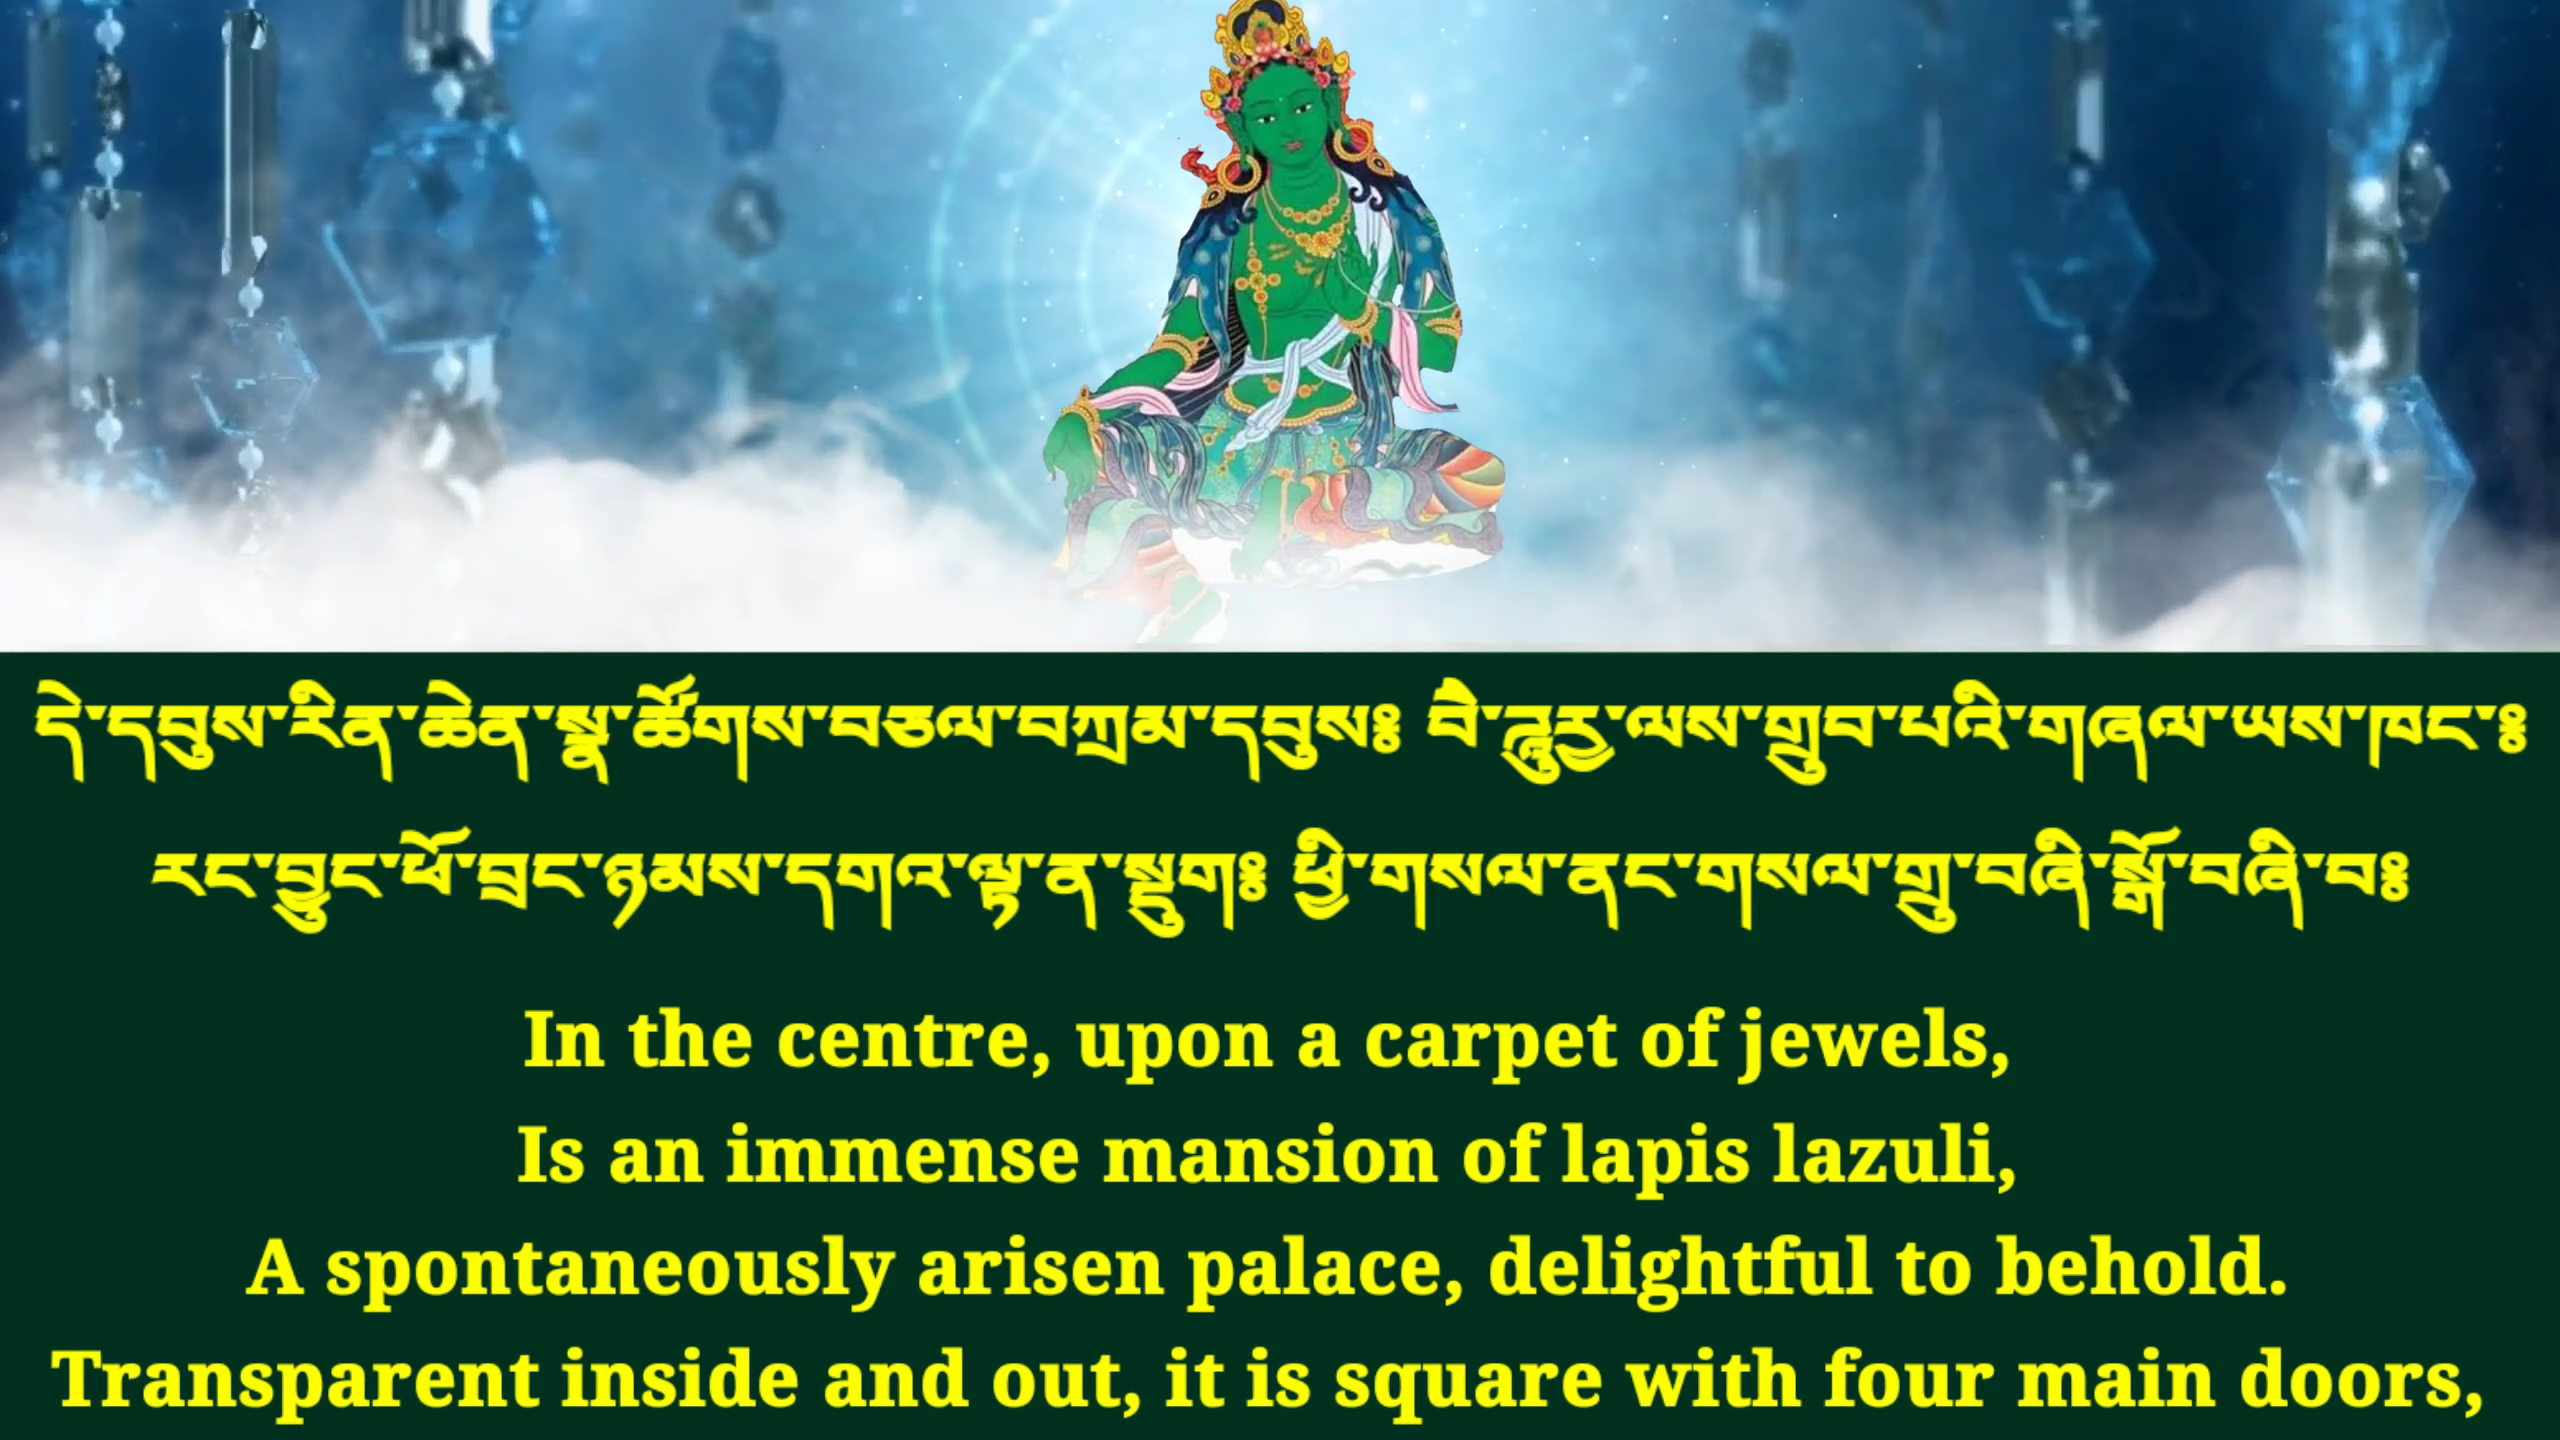 དེ་དབུས་རིན་ཆེན་སྣ་ཚོགས་བཅལ་བཀྲམ་དབུས༔ བཻ་ཌཱུརྱ་ལས་གྲུབ་པའི་གཞལ་ཡས་ཁང་༔
རང་བྱུང་ཕོ་བྲང་ཉམས་དགའ་ལྟ་ན་སྡུག༔ ཕྱི་གསལ་ནང་གསལ་གྲུ་བཞི་སྒོ་བཞི་བ༔
In the centre, upon a carpet of jewels,
Is an immense mansion of lapis lazuli,
A spontaneously arisen palace, delightful to behold.
Transparent inside and out, it is square with four main doors,